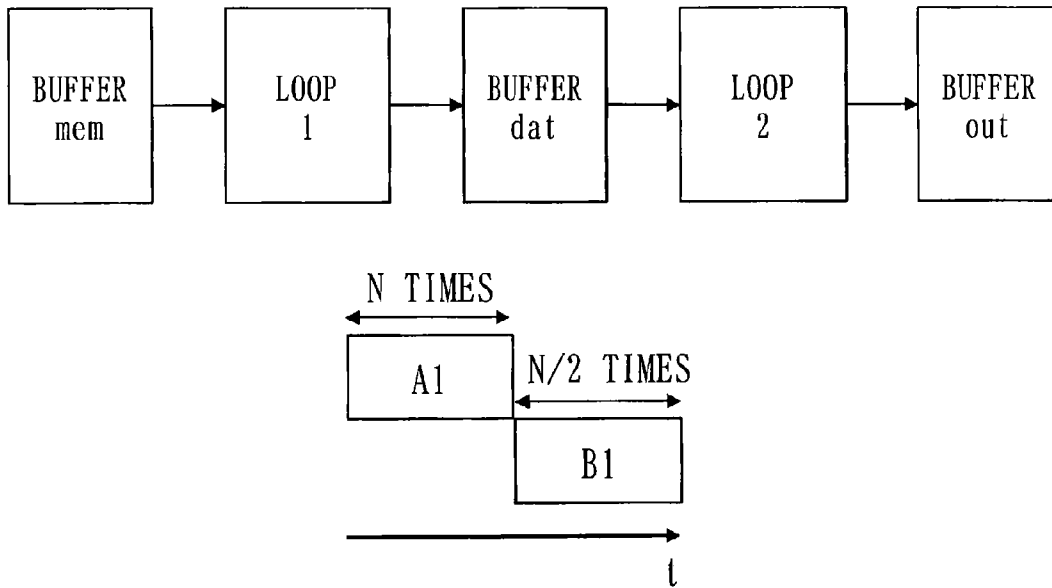 BUFFER
mem
LOOP
1
BUFFER
dat
LOOP
2
BUFFER
out
N TIMES
A1
N/2 TIMES
B1
t